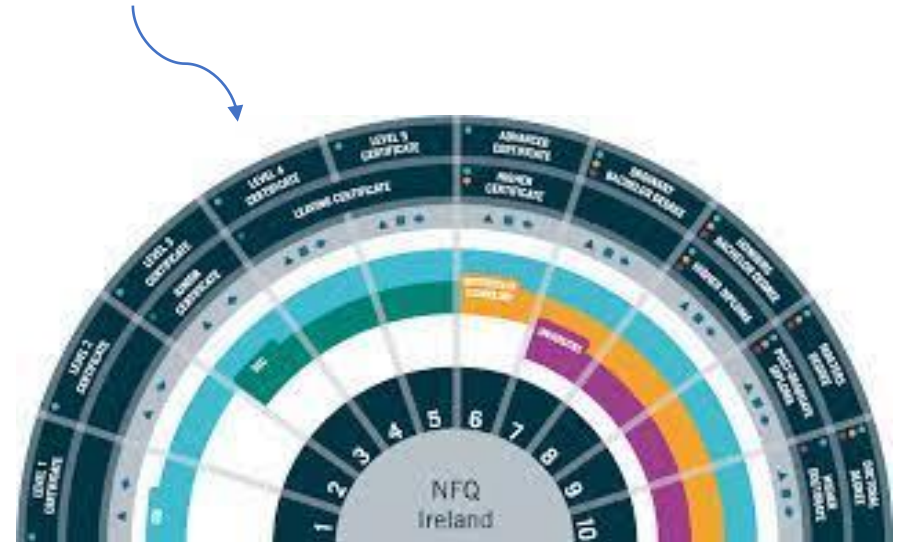 LEVEL 1
CERTIFICATE
LEVEL 2
CERTIFICATE
LEVEL 3
CERTIFICATE
LEVEL 4
CERTIFICATE
LEVEL 5
CERTIFICATE
ADVANCED
CERTIFICATE
ORDINARY
BACHELOR DEGREE
HONOURS
BACHELOR DEGREE
MASTERS
DEGREE
DOCTORAL
DEGREE
JUNIOR
CERTIFICATE
LEAVING CERTIFICATE
HIGHER
CERTIFICATE
HIGHER DIPLOMA
POST-GRADUATE
DIPLOMA
HIGHER
DOCTORATE
UNIVERSITIES
1
2
3
4
5
6
7
8
9
10
NFQ
Ireland